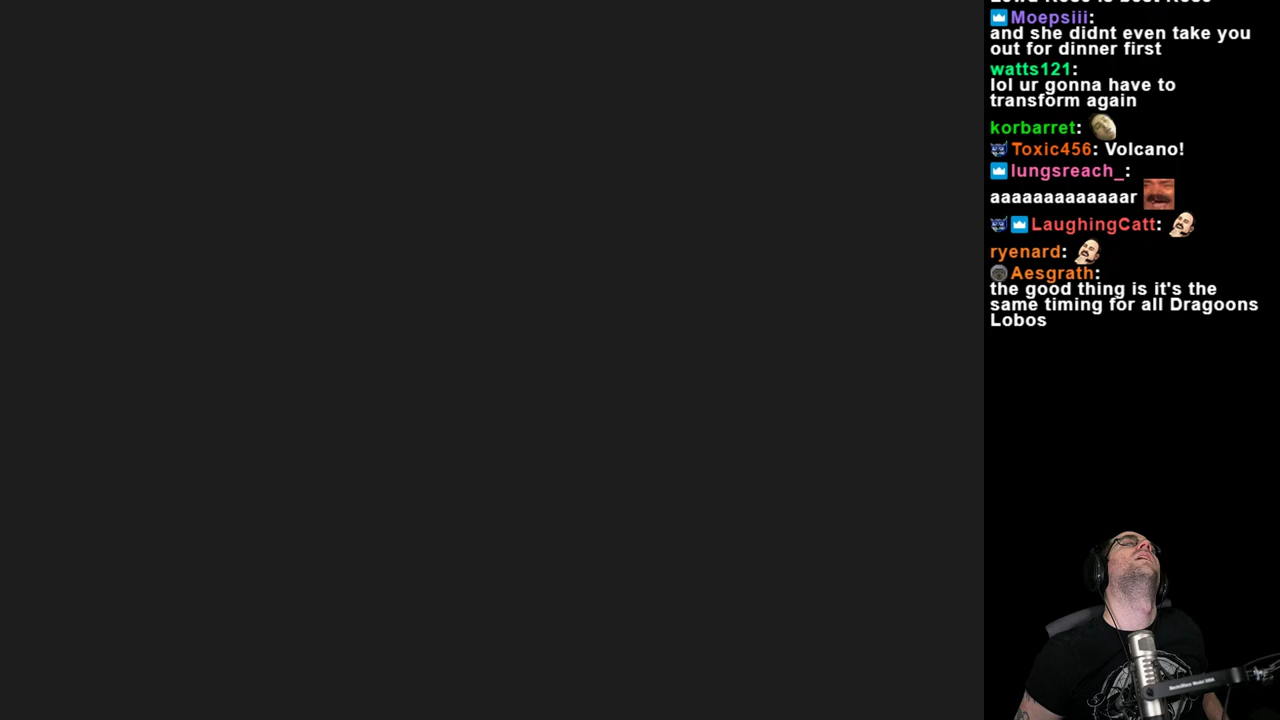 Moepsiii:
and she didnt even take you
out for dinner first
watts121:
lol ur gonna have to
transform again
korbarret:
Toxic456: Volcano!
lungsreach_:
aaaaaaaaaaaaar
LaughingCatt:
ryenard:
Aesgrath:
the good thing is it's the
same timing for all Dragoons
Lobos